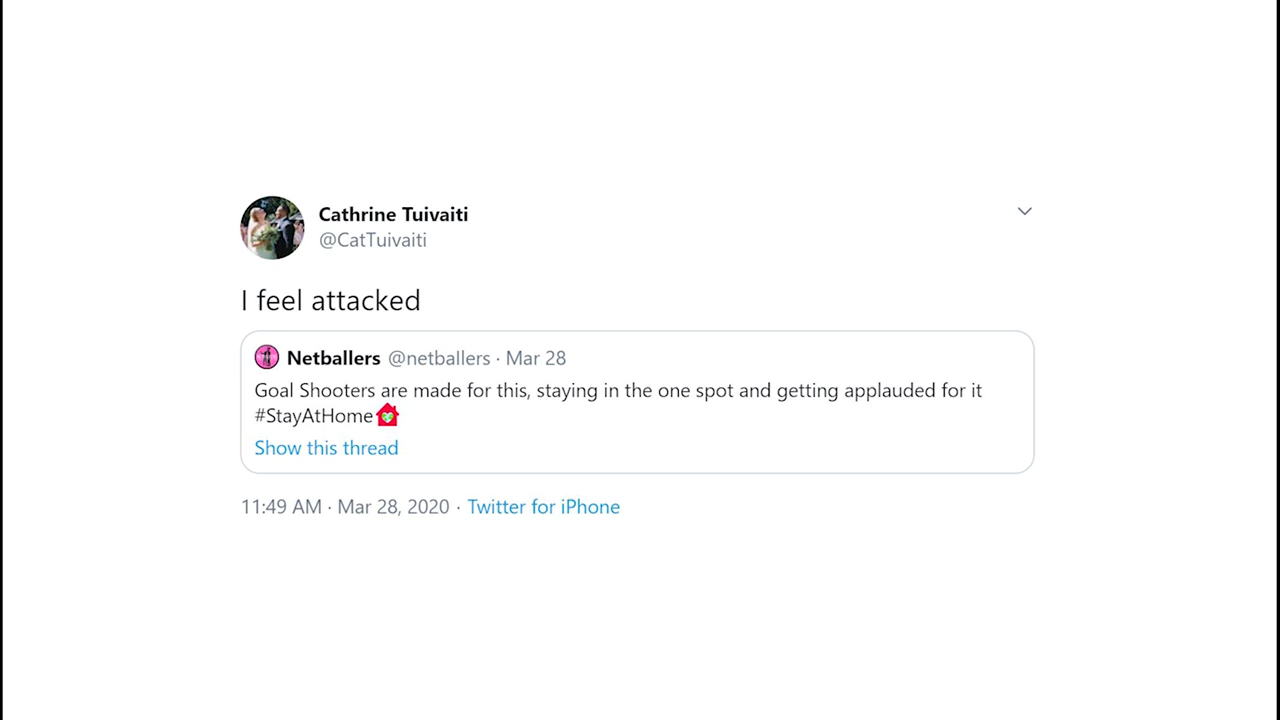 Cathrine Tuivaiti
@CatTuivaiti
I feel attacked
Netballers @netballers · Mar 28
Goal Shooters are made for this, staying in the one spot and getting applauded for it
#StayAtHome
Show this thread
11:49 AM · Mar 28, 2020 · Twitter for iPhone